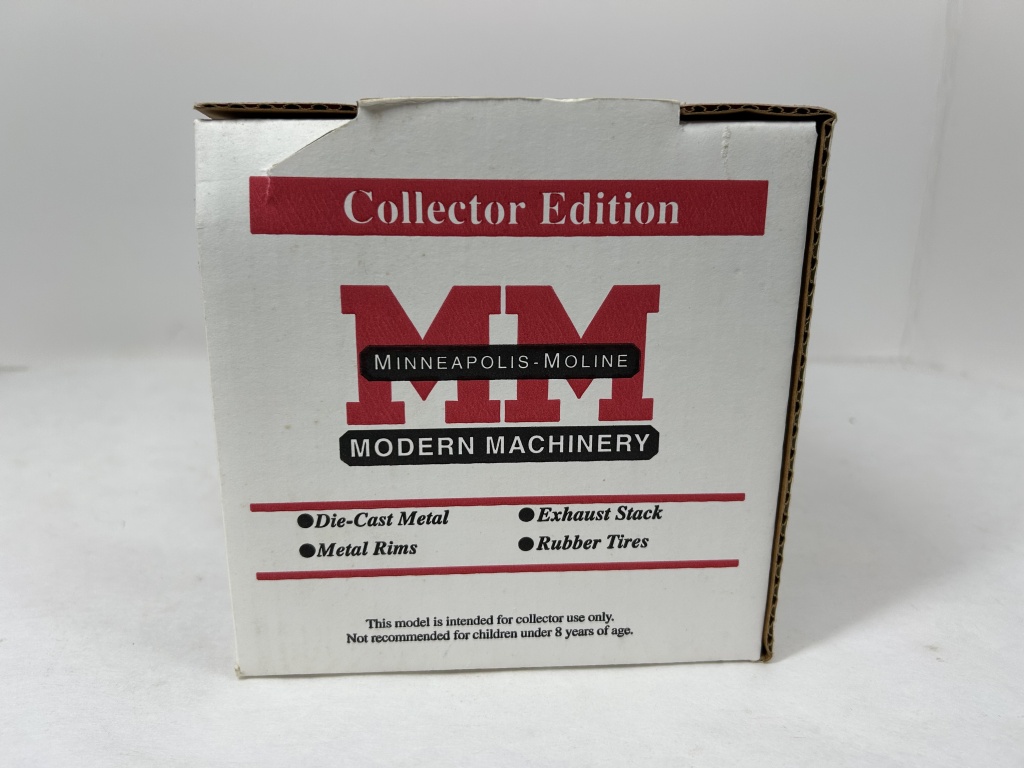 Collector Edition
MM
MINNEAPOLIS-MOLINE
MODERN MACHINERY
●Die-Cast Metal ●Exhaust Stack
●Metal Rims ●Rubber Tires
This model is intended for collector use only.
Not recommended for children under 8 years of age.